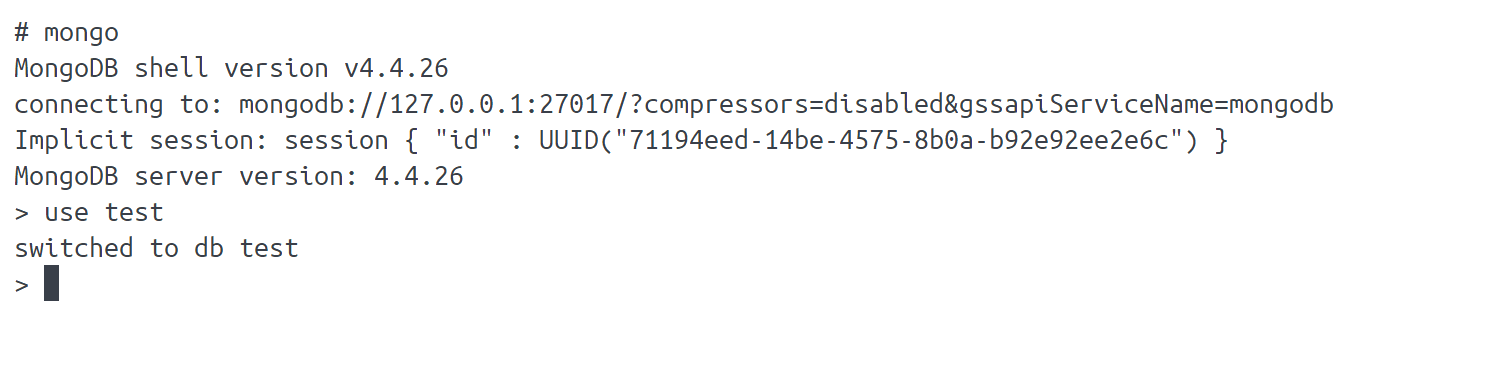 # mongo
MongoDB shell version v4.4.26
connecting to: mongodb://127.0.0.1:27017/?compressors=disabled&gssapiServiceName=mongodb
Implicit session: session { "id" : UUID("71194eed-14be-4575-8b0a-b92e92ee2e6c") }
MongoDB server version: 4.4.26
> use test
switched to db test
>